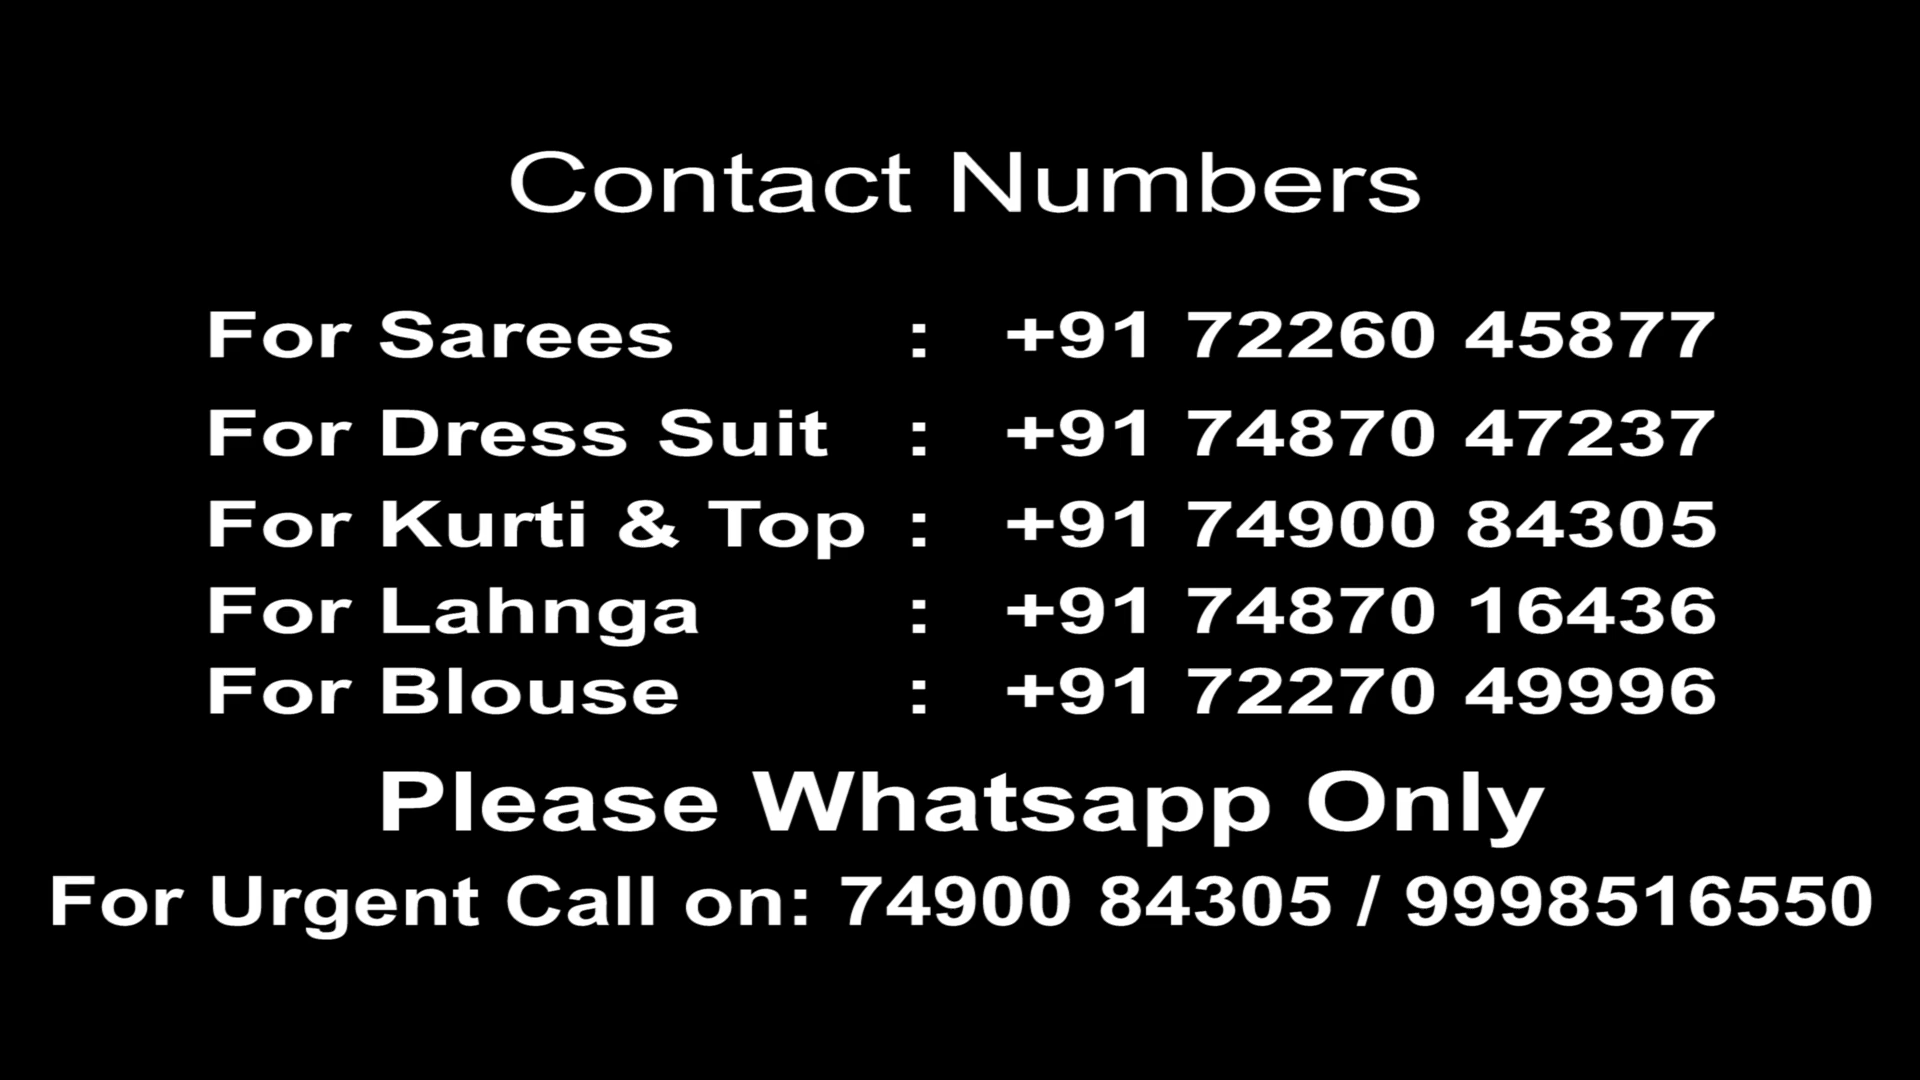 Contact Numbers
For Sarees : +91 72260 45877
For Dress Suit : +91 74870 47237
For Kurti & Top : +91 74900 84305
For Lahnga : +91 74870 16436
For Blouse : +91 72270 49996
Please Whatsapp Only
For Urgent Call on: 74900 84305 / 9998516550